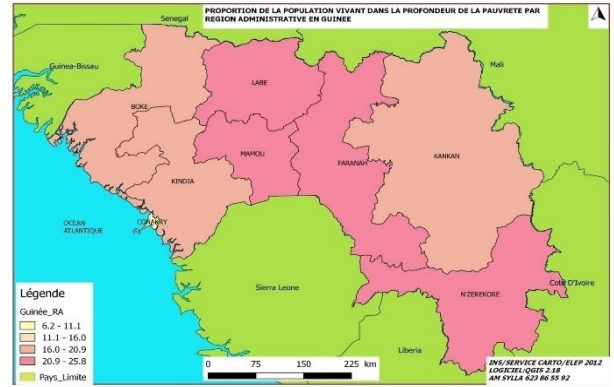 PROPORTION DE LA POPULATION VIVANT DANS LA PROFONDEUR DE LA PAUVRETE PAR
REGION ADMINISTRATIVE EN GUINEE
Senegal
Guinea-Bissau
Mali
LABE
BOKE
MAMOU
KINDIA
FARANAH
KANKAN
CONAKRY
OCEAN
ATLANTIQUE
Sierra Leone
N'ZEREKORE
Coté D'Ivoire
Liberia
Légende
Guinée_RA
6.2 - 11.1
11.1 - 16.0
16.0 - 20.9
20.9 - 25.8
Pays_Limite
0 75 150 225 km
INS/SERVICE CARTO/ELEP 2012
LOGICIEL:QGIS 2.18
AM SYLLA 623 86 55 92